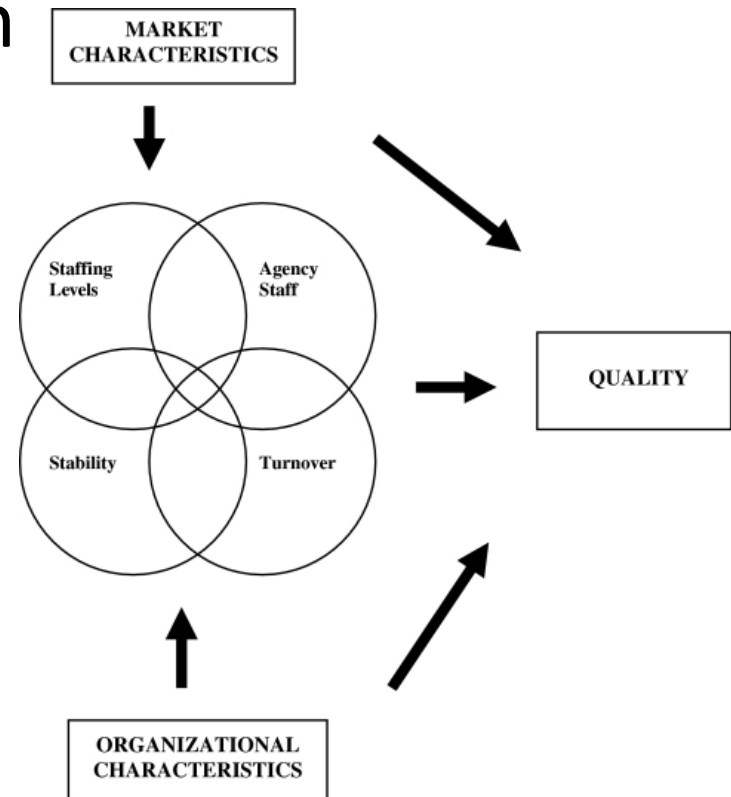 n
MARKET
CHARACTERISTICS
Staffing
Levels
Agency
Staff
QUALITY
Stability
Turnover
ORGANIZATIONAL
CHARACTERISTICS